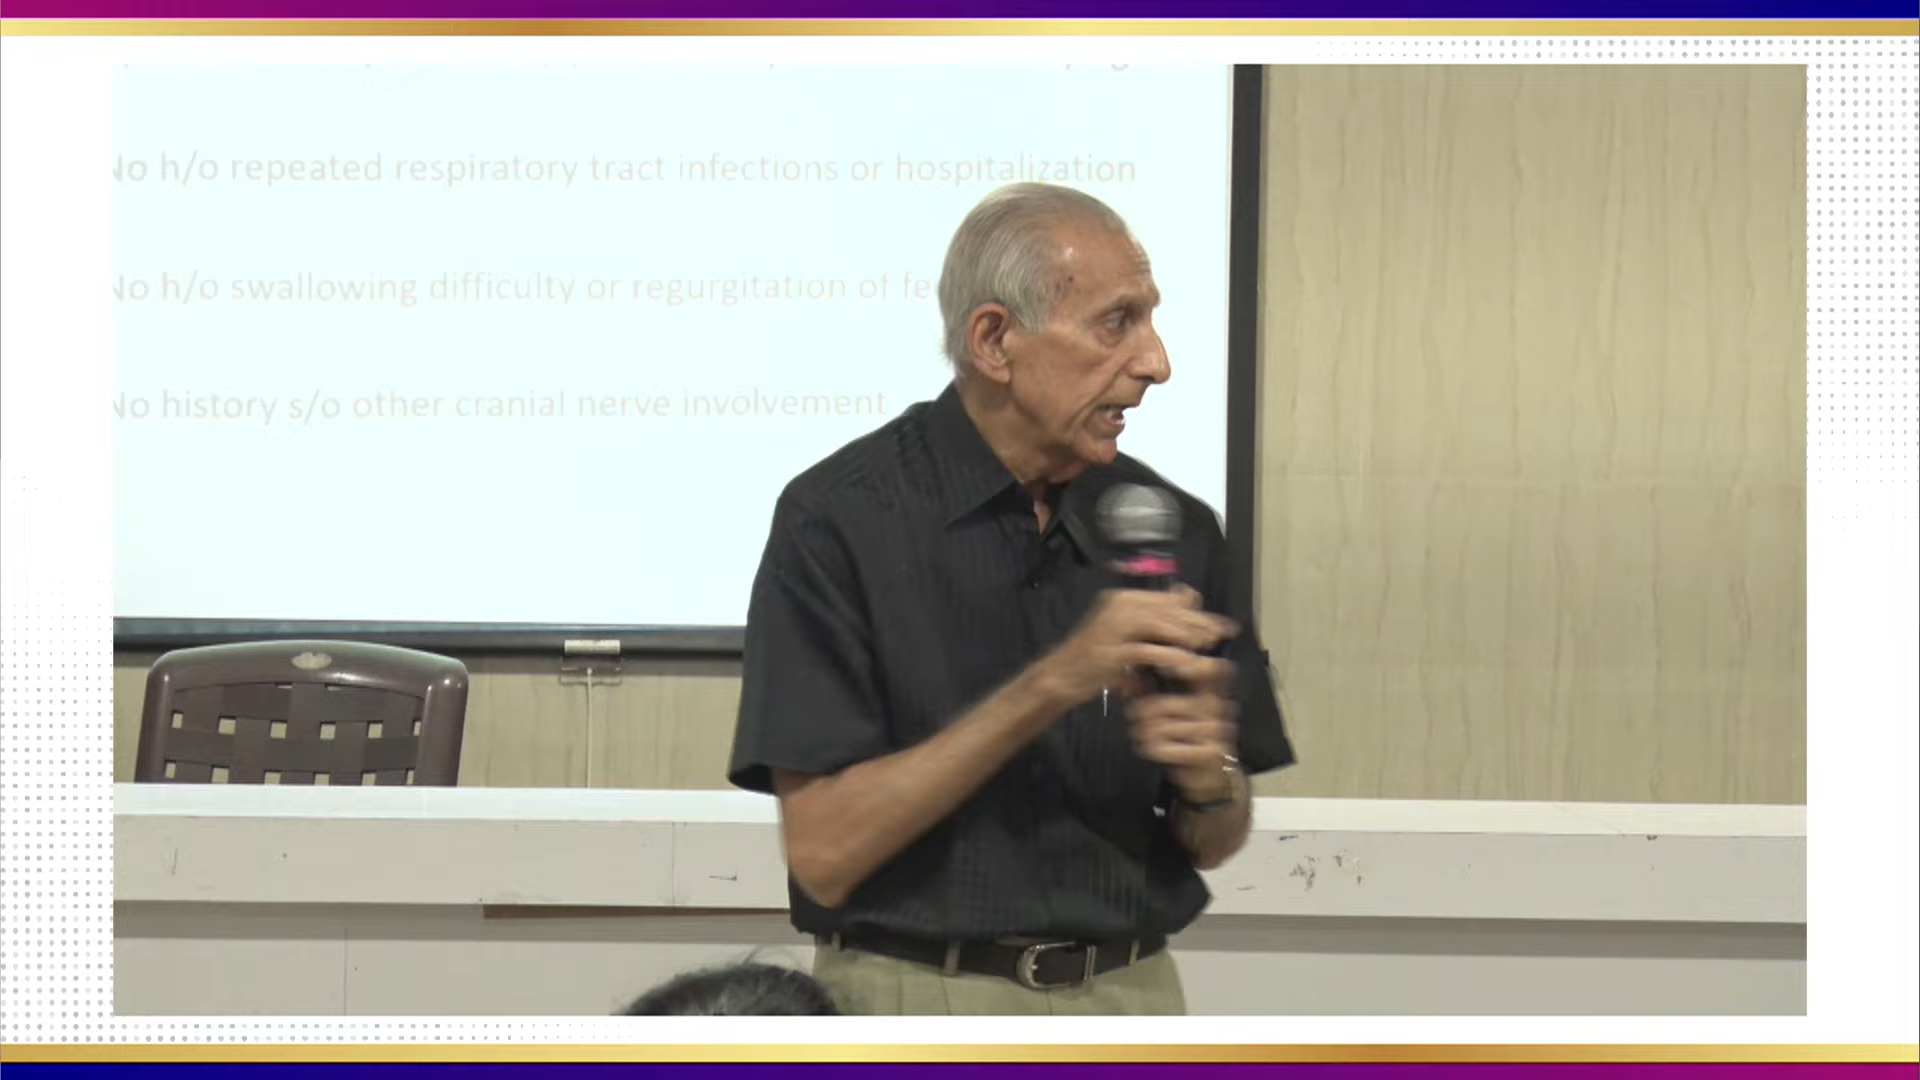 No h/o repeated respiratory tract infections or hospitalization
No h/o swallowing difficulty or regurgitation of
No history s/o other cranial nerve involvement